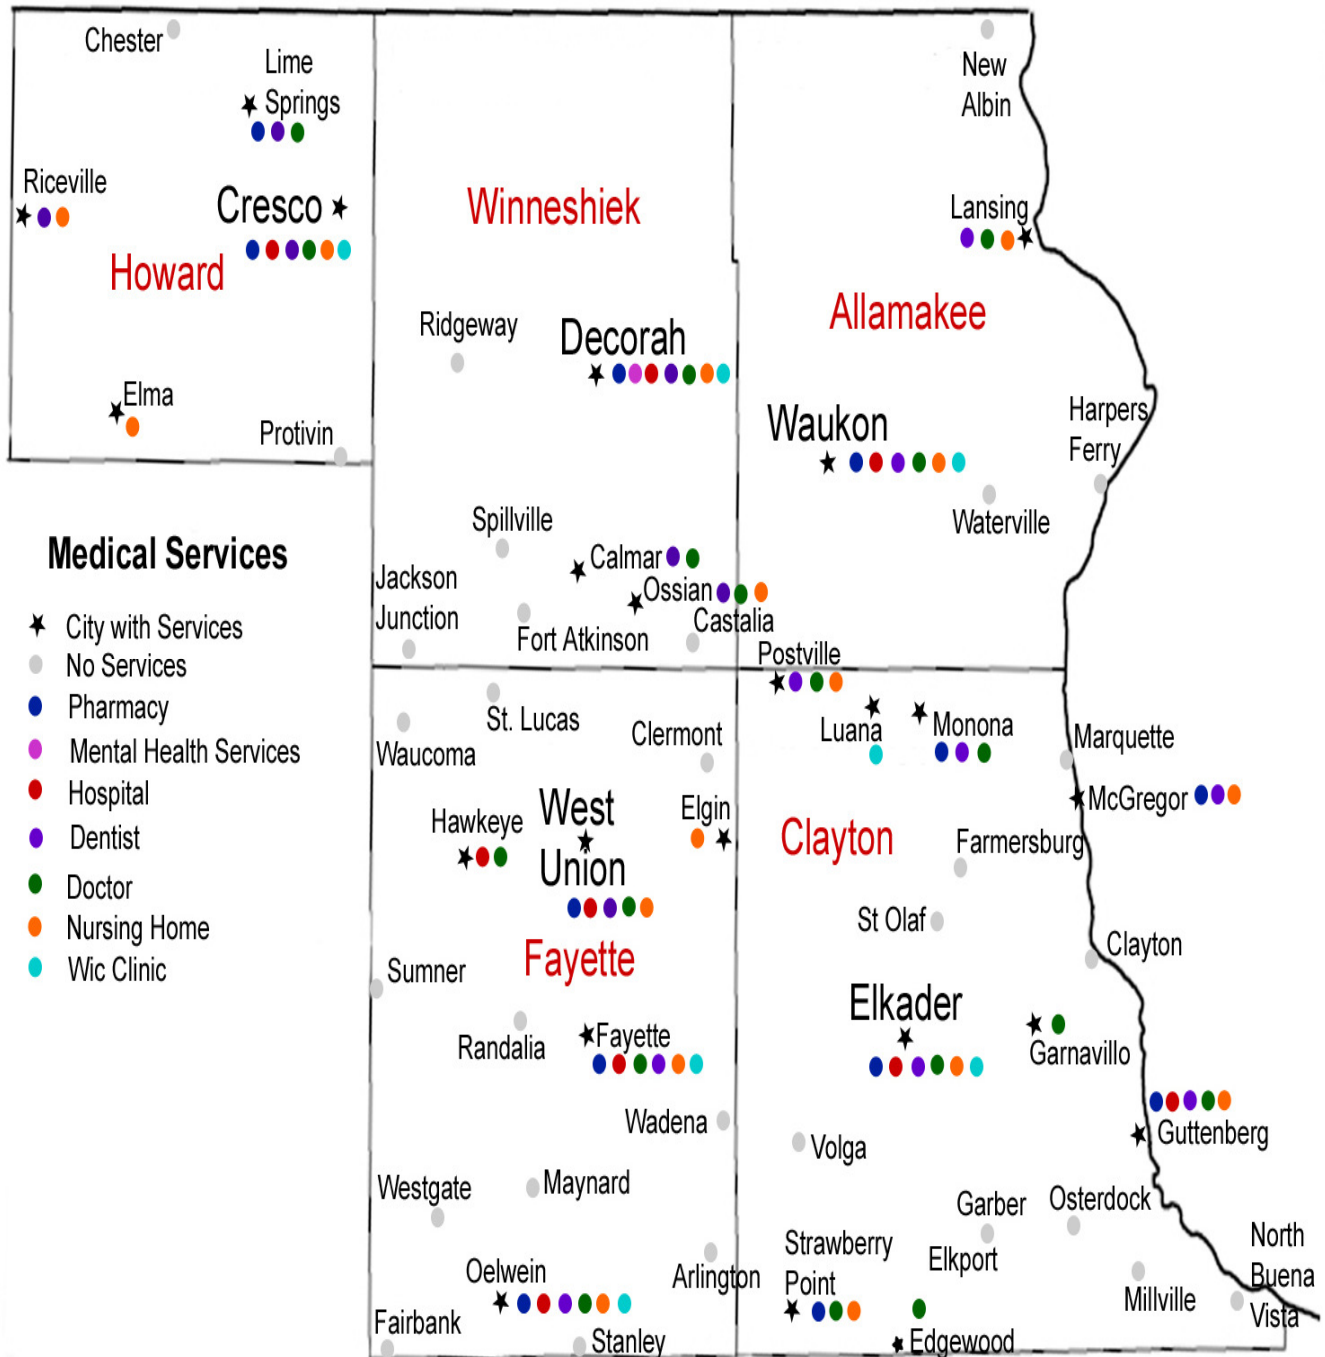 Chester
Lime
Springs
New
Albin
Riceville
Cresco
Winneshiek
Lansing
Howard
Allamakee
Ridgeway
Decorah
Elma
Protivin
Waukon
Harpers
Ferry
Waterville
Spillville
Calmar
Ossian
Castalia
Jackson
Junction
Fort Atkinson
Postville
Medical Services
City with Services
No Services
Pharmacy
Mental Health Services
Hospital
Dentist
Doctor
Nursing Home
Wic Clinic
St. Lucas
Waucoma
Clermont
Luana
Monona
Marquette
McGregor
Hawkeye
West
Union
Elgin
Clayton
Farmersburg
St Olaf
Clayton
Sumner
Fayette
Elkader
Randalia
Fayette
Garnavillo
Wadena
Volga
Guttenberg
Westgate
Maynard
Garber
Osterdock
North
Buena
Vista
Oelwein
Arlington
Strawberry
Point
Elkport
Millville
Fairbank
Stanley
Edgewood